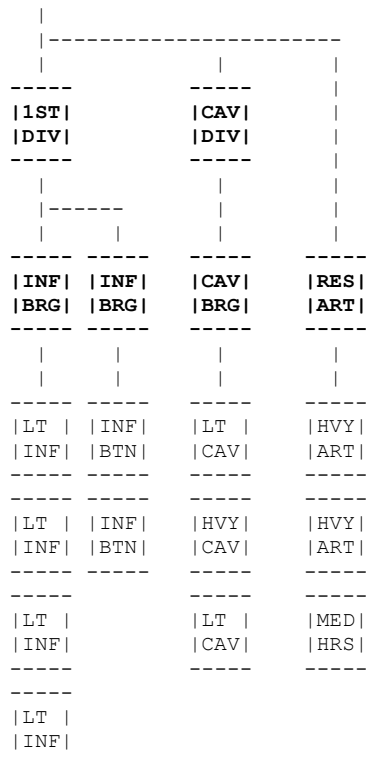 |
|-----------------------
| | |
----- ----- |
|1ST| |CAV| |
|DIV| |DIV| |
----- ----- |
| | |
|------ | |
| | | |
----- ----- ----- -----
|INF| |INF| |CAV| |RES|
|BRG| |BRG| |BRG| |ART|
----- ----- ----- -----
| | | |
| | | |
----- ----- ----- -----
|LT | |INF| |LT | |HVY|
|INF| |BTN| |CAV| |ART|
----- ----- ----- -----
----- ----- ----- -----
|LT | |INF| |HVY| |HVY|
|INF| |BTN| |CAV| |ART|
----- ----- ----- -----
----- ----- -----
|LT | |LT | |MED|
|INF| |CAV| |HRS|
----- ----- -----
-----
|LT |
|INF|